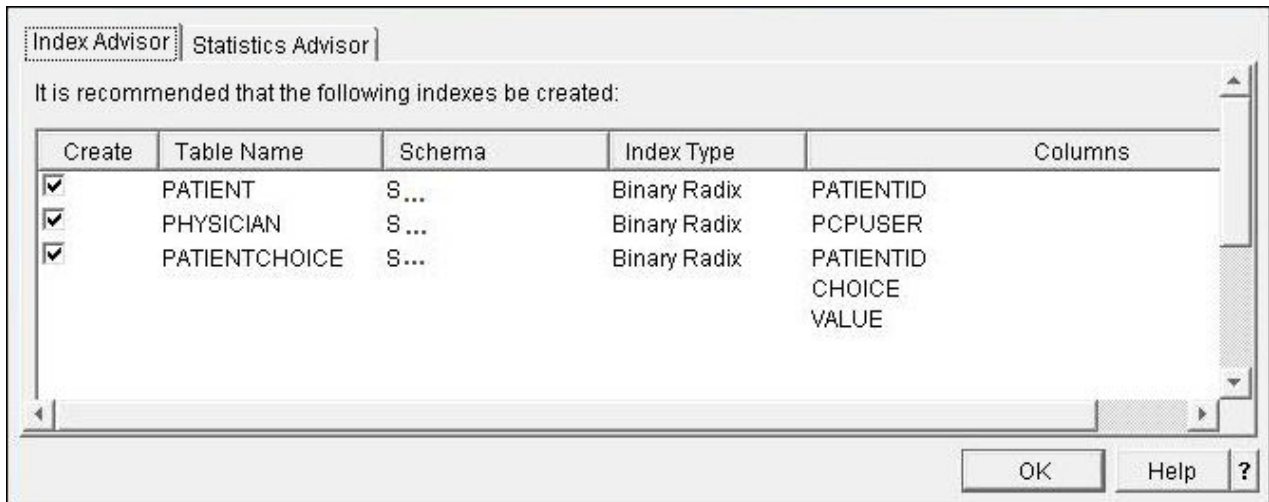 Index Advisor Statistics Advisor
It is recommended that the following indexes be created:
Create Table Name Schema Index Type Columns
PATIENT S... Binary Radix PATIENTID
PHYSICIAN S... Binary Radix PCPUSER
PATIENTCHOICE S... Binary Radix PATIENTID
CHOICE
VALUE
OK Help ?